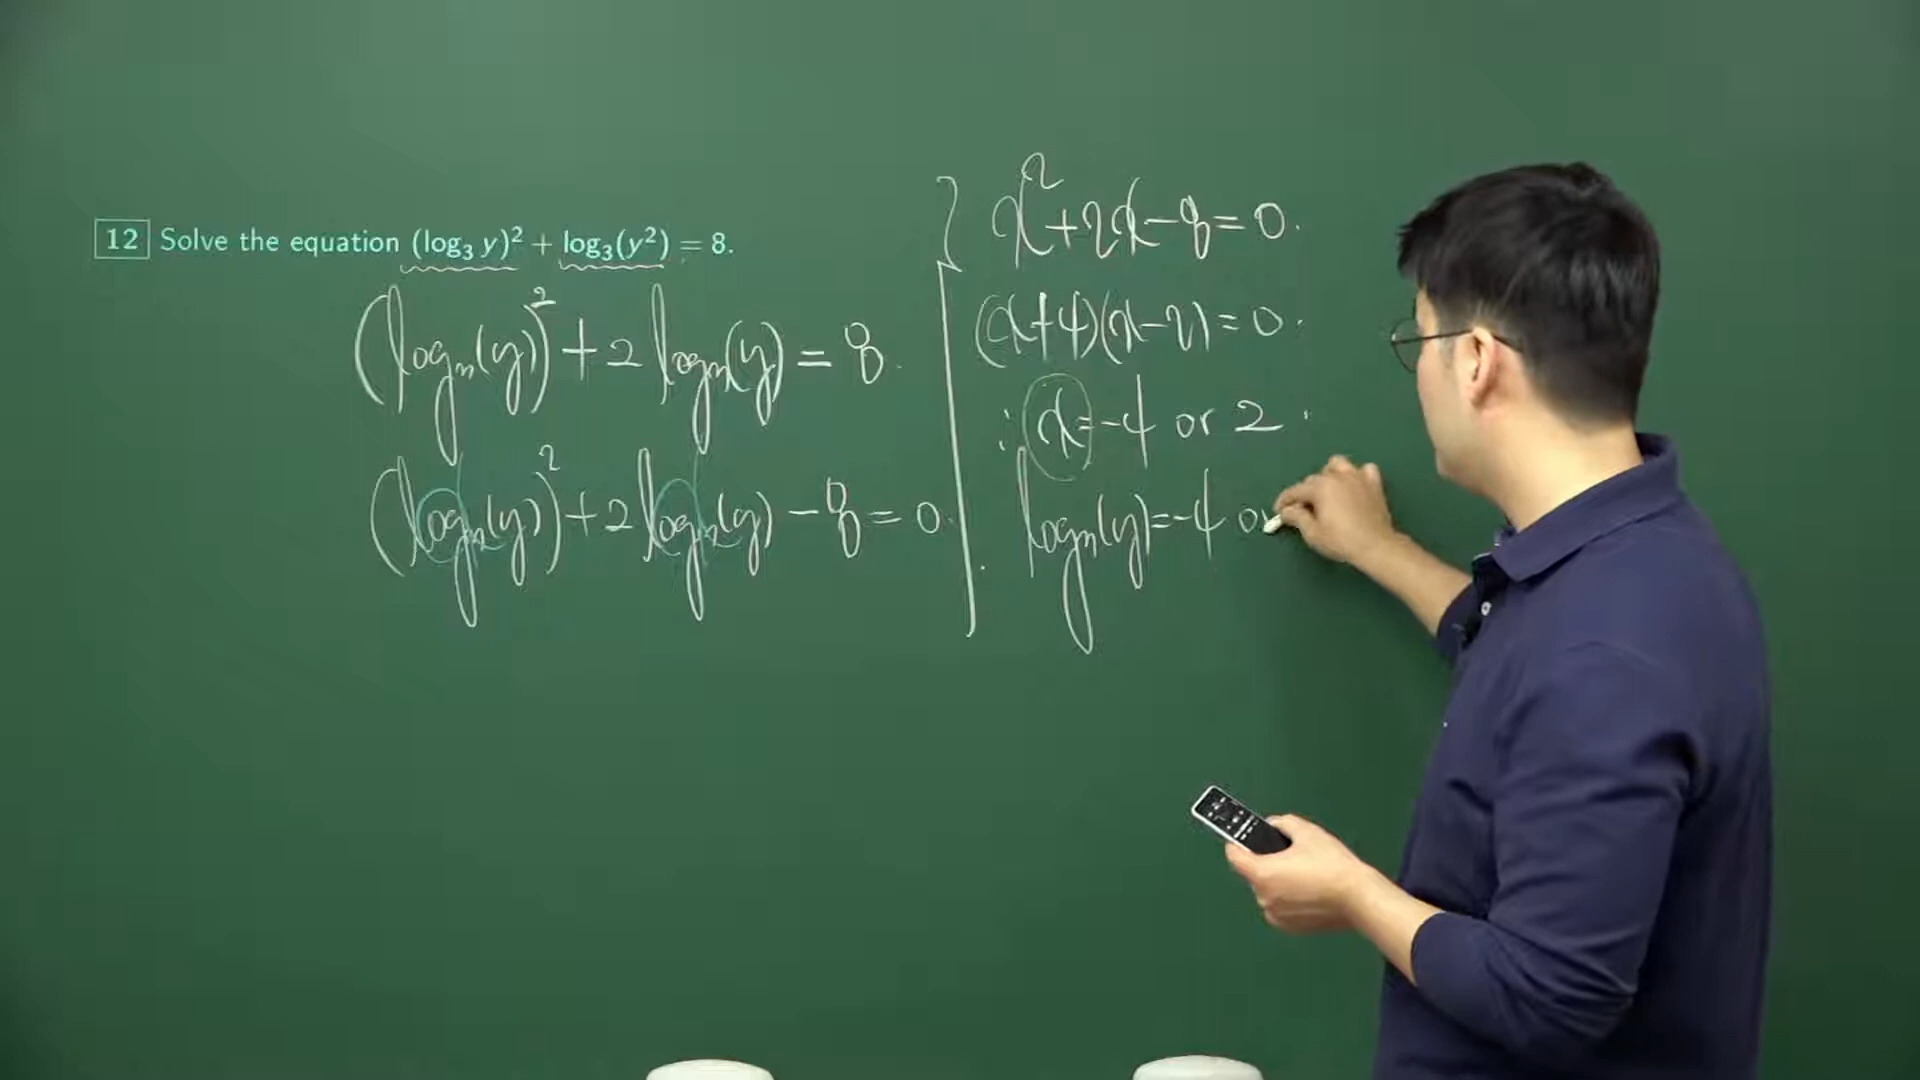 12 Solve the equation (log₃ y)² + log₃(y²) = 8.
(log₃(y))² + 2 log₃(y) = 8.
(log₃(y))² + 2 log₃(y) − 8 = 0.
x² + 2x − 8 = 0.
(x+4)(x−2) = 0.
∴ x = −4 or 2.
log₃(y) = −4 or